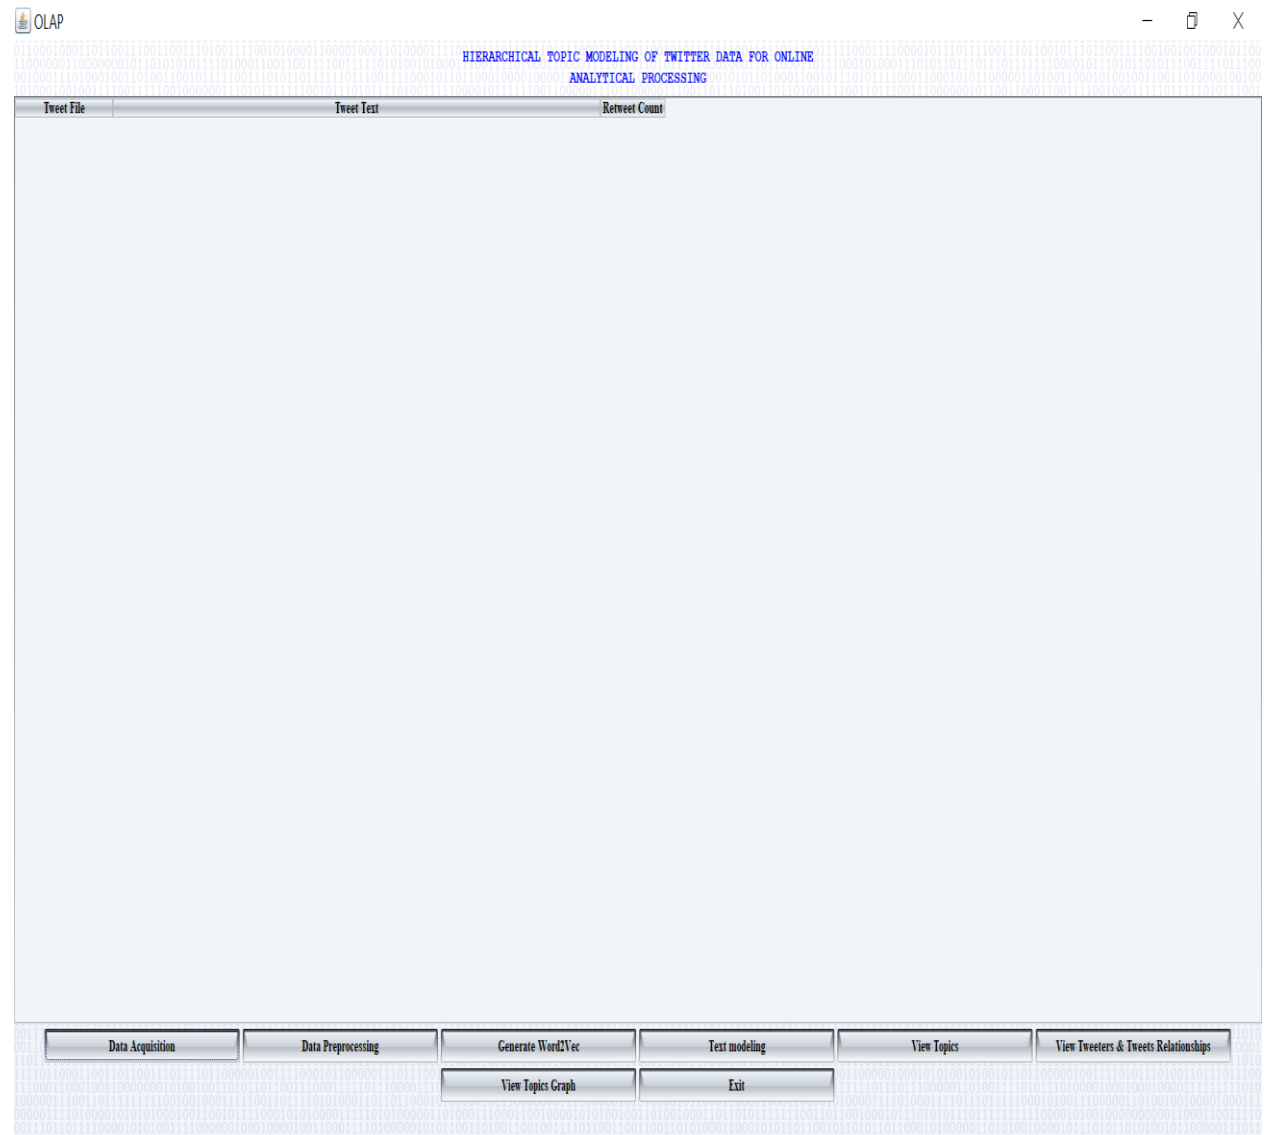 OLAP
HIERARCHICAL TOPIC MODELING OF TWITTER DATA FOR ONLINE
ANALYTICAL PROCESSING
Tweet File Tweet Text Retweet Count
Data Acquisition Data Preprocessing Generate Word2Vec Text modeling View Topics View Tweeters & Tweets Relationships
View Topics Graph Exit